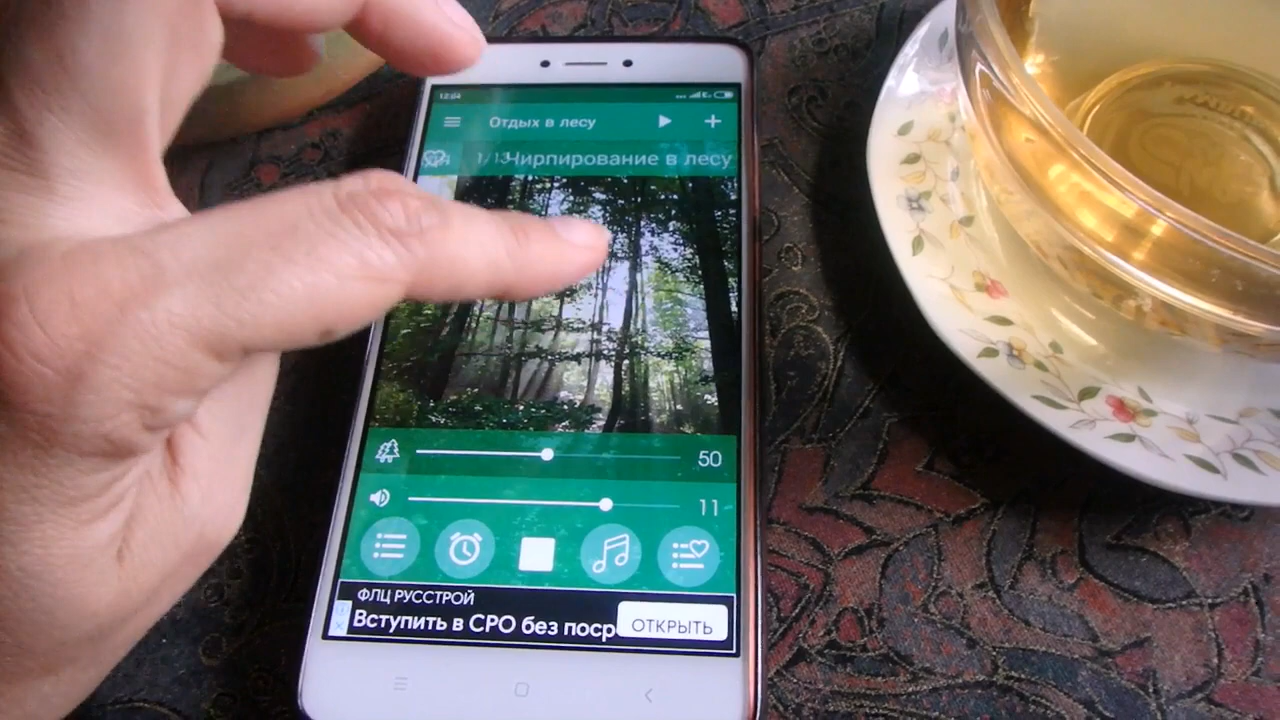 12:04
Отдых в лесу
1/13 Чирпирование в лесу
50
11
ФЛЦ РУССТРОЙ
Вступить в СРО без поср
ОТКРЫТЬ